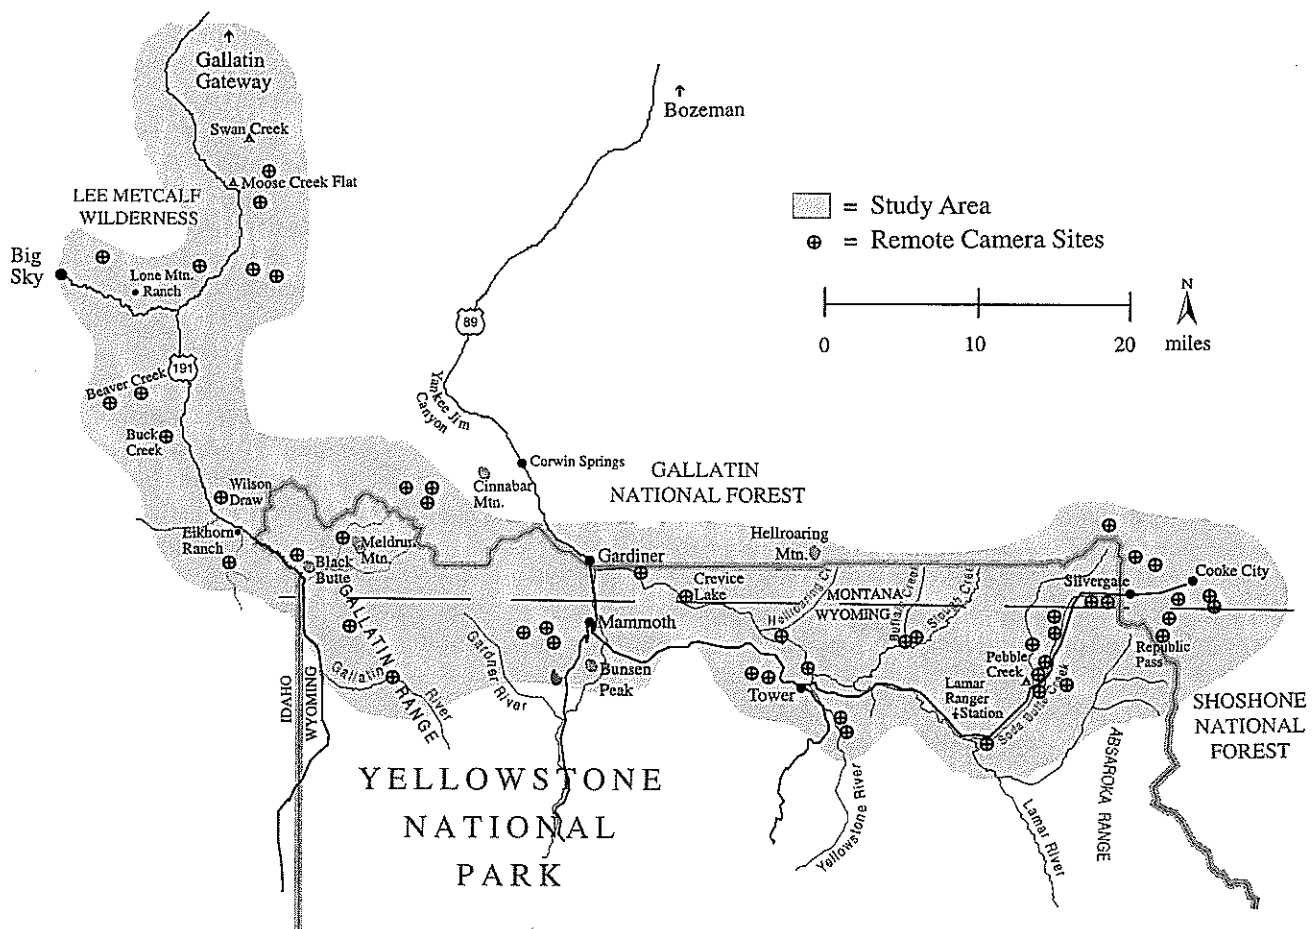 Gallatin
Gateway
Bozeman
Swan Creek
Moose Creek Flat
LEE METCALF
WILDERNESS
= Study Area
= Remote Camera Sites
Big
Sky
Lone Mtn.
Ranch
N
0 10 20 miles
89
191
Yankee Jim
Canyon
Beaver Creek
Buck
Creek
Corwin Springs
Wilson
Draw
Cinnabar
Mtn.
GALLATIN
NATIONAL FOREST
Elkhorn
Ranch
Meldrum
Mtn.
Hellroaring
Mtn.
Black
Butte
Gardiner
Crevice
Lake
Hellroaring Cr.
Buffalo Creek
Slough Creek
MONTANA
WYOMING
Silvergate
Cooke City
Mammoth
GALLATIN
RANGE
Gallatin
River
Gardner River
Bunsen
Peak
Tower
Pebble
Creek
Republic
Pass
Lamar
Ranger
Station
Soda Butte Creek
IDAHO
WYOMING
SHOSHONE
NATIONAL
FOREST
ABSAROKA RANGE
YELLOWSTONE
NATIONAL
PARK
Yellowstone River
Lamar River